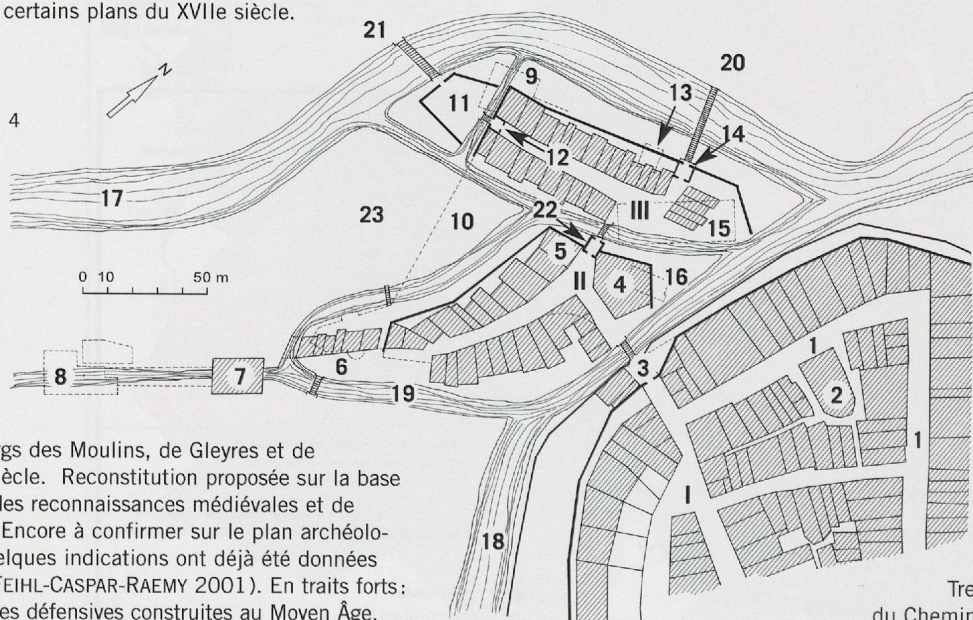 certains plans du XVIIe siècle.
21
20
N
9
13
11
4
14
12
17
23
10
22
III
15
5
II
4
16
0 10 50 m
6
3
1
8
7
19
2
1
I
18
gs des Moulins, de Gleyres et de
ècle. Reconstitution proposée sur la base
les reconnaissances médiévales et de
Encore à confirmer sur le plan archéolo-
elques indications ont déjà été données
FEIHL-CASPAR-RAEMY 2001). En traits forts:
es défensives construites au Moyen Âge.
Tre
du Chemin